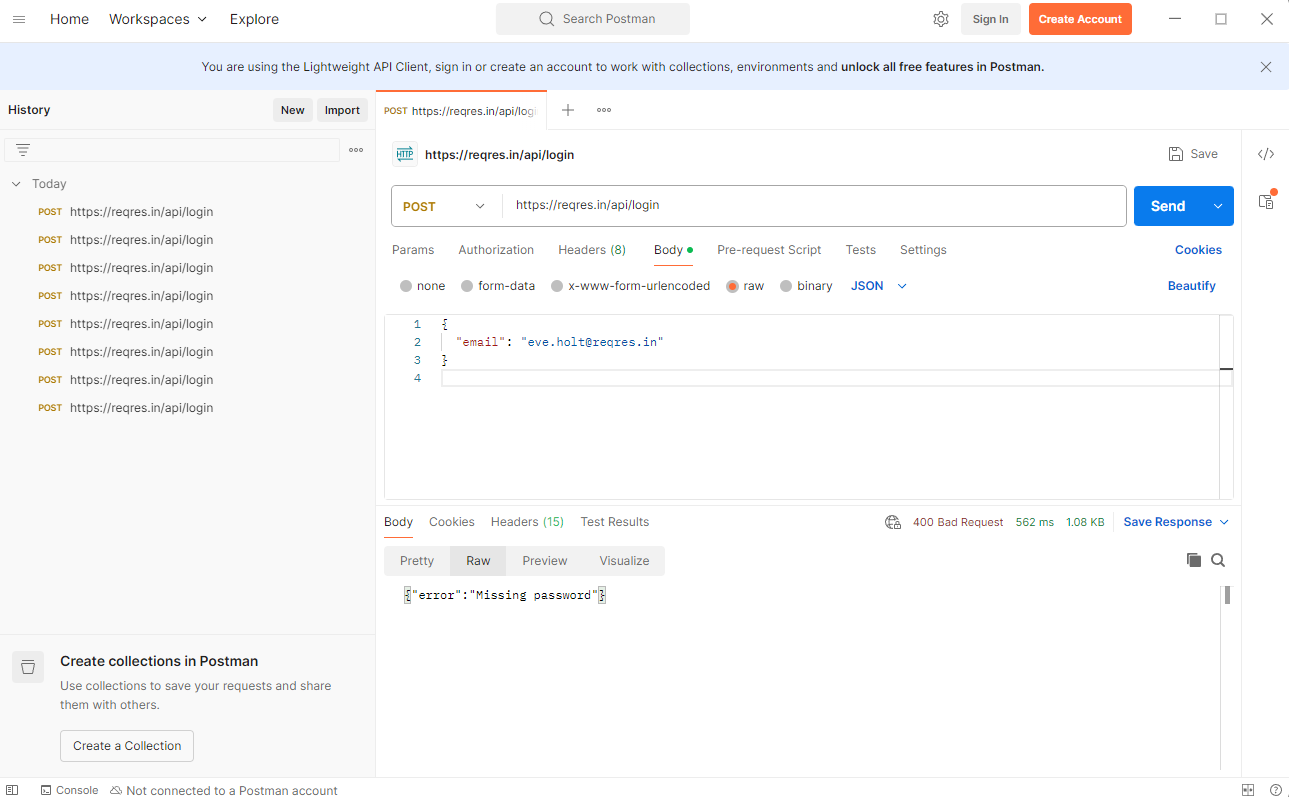 Home Workspaces Explore Search Postman Sign In Create Account
You are using the Lightweight API Client, sign in or create an account to work with collections, environments and unlock all free features in Postman.
History New Import
POST https://reqres.in/api/logi
Today
POST https://reqres.in/api/login
POST https://reqres.in/api/login
POST https://reqres.in/api/login
POST https://reqres.in/api/login
POST https://reqres.in/api/login
POST https://reqres.in/api/login
POST https://reqres.in/api/login
POST https://reqres.in/api/login
Create collections in Postman
Use collections to save your requests and share
them with others.
Create a Collection
HTTP https://reqres.in/api/login Save
POST https://reqres.in/api/login Send
Params Authorization Headers (8) Body Pre-request Script Tests Settings Cookies
none form-data x-www-form-urlencoded raw binary JSON Beautify
1 {
2 "email": "eve.holt@reqres.in"
3 }
4
Body Cookies Headers (15) Test Results 400 Bad Request 562 ms 1.08 KB Save Response
Pretty Raw Preview Visualize
{"error":"Missing password"}
Console Not connected to a Postman account